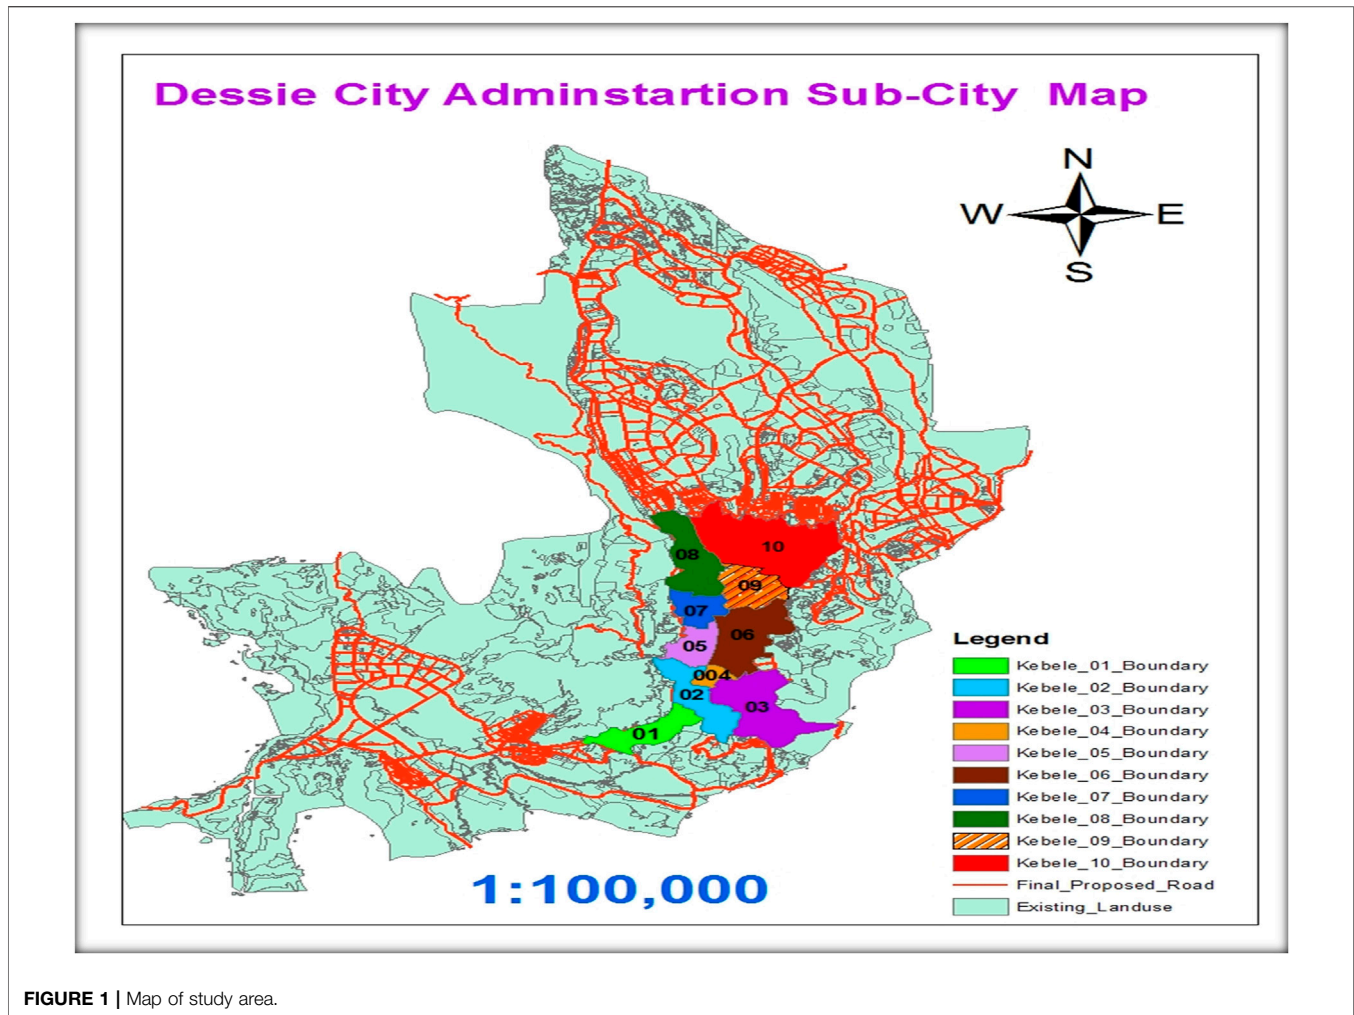 Dessie City Adminstartion Sub-City Map
N
W E
S
10
08
09
07
06
05
004
02
03
01
Legend
Kebele_01_Boundary
Kebele_02_Boundary
Kebele_03_Boundary
Kebele_04_Boundary
Kebele_05_Boundary
Kebele_06_Boundary
Kebele_07_Boundary
Kebele_08_Boundary
Kebele_09_Boundary
Kebele_10_Boundary
Final_Proposed_Road
Existing_Landuse
1:100,000
FIGURE 1 | Map of study area.